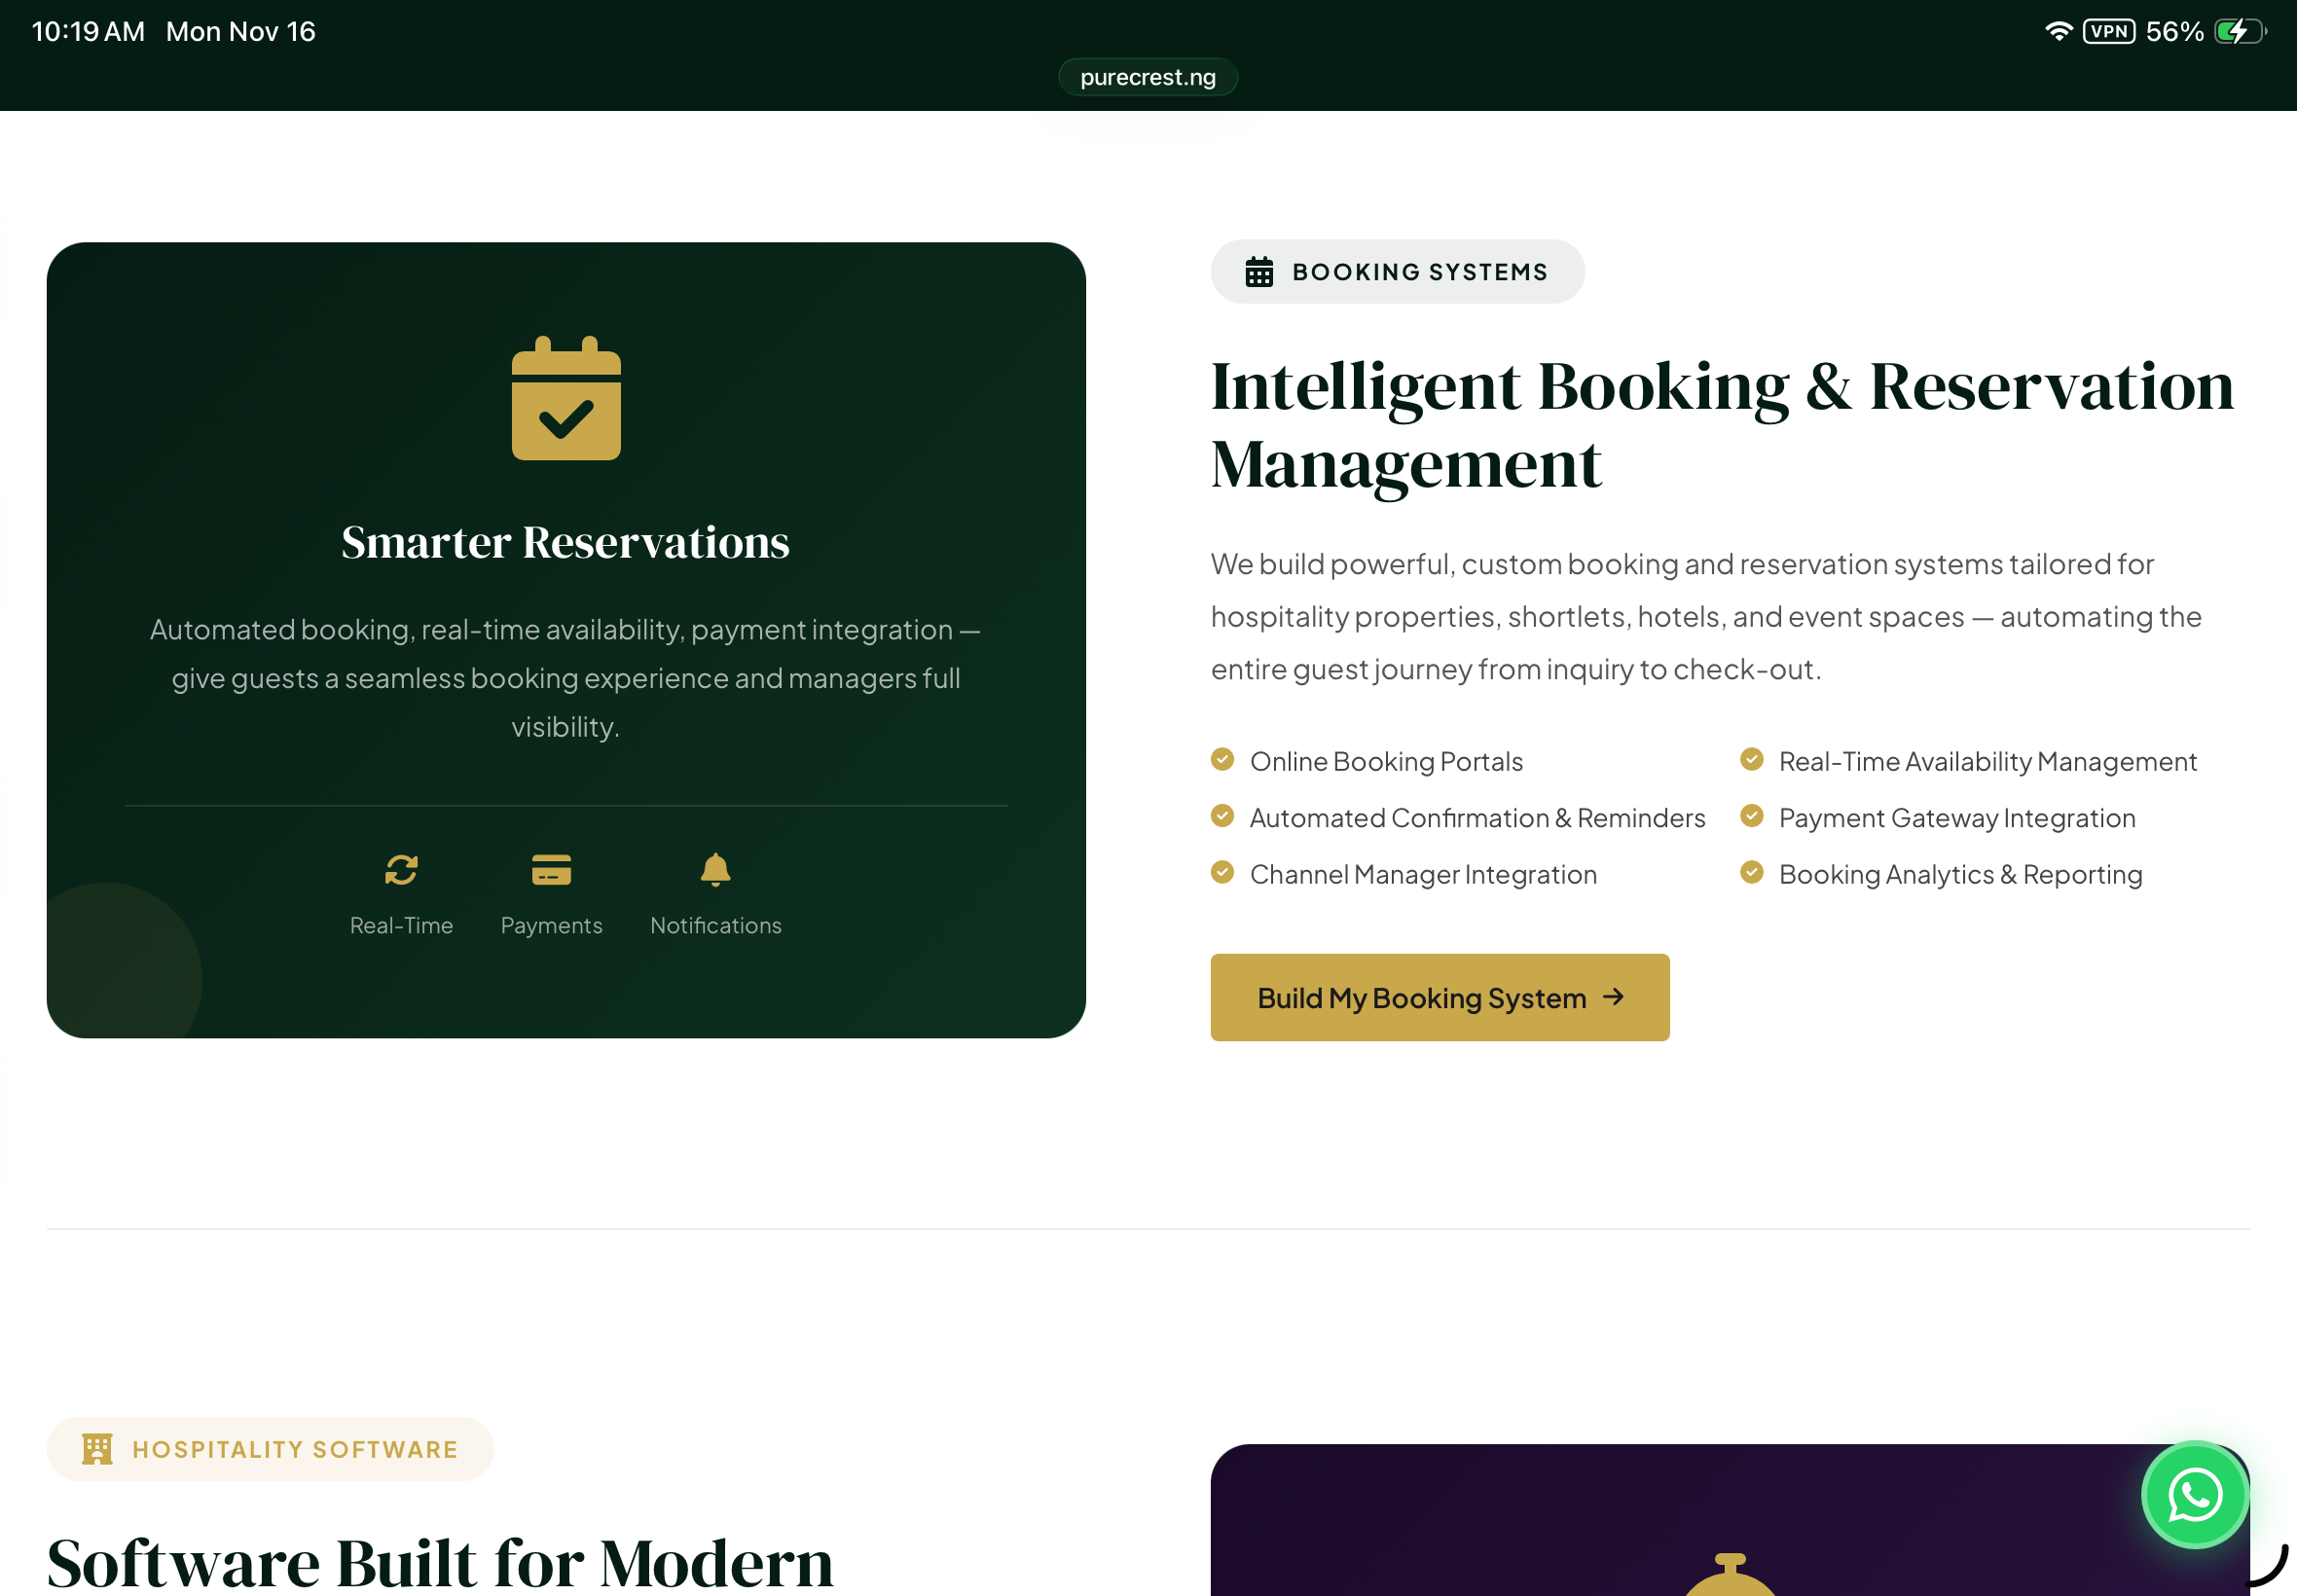 10:19 AM Mon Nov 16
VPN 56%
purecrest.ng
Smarter Reservations
Automated booking, real-time availability, payment integration —
give guests a seamless booking experience and managers full
visibility.
Real-Time Payments Notifications
BOOKING SYSTEMS
Intelligent Booking & Reservation
Management
We build powerful, custom booking and reservation systems tailored for
hospitality properties, shortlets, hotels, and event spaces — automating the
entire guest journey from inquiry to check-out.
Online Booking Portals
Real-Time Availability Management
Automated Confirmation & Reminders
Payment Gateway Integration
Channel Manager Integration
Booking Analytics & Reporting
Build My Booking System →
HOSPITALITY SOFTWARE
Software Built for Modern